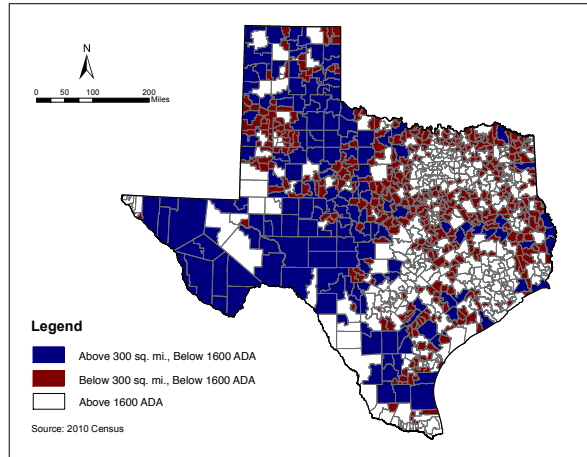 N
0 50 100 200
Miles
Legend
Above 300 sq. mi., Below 1600 ADA
Below 300 sq. mi., Below 1600 ADA
Above 1600 ADA
Source: 2010 Census